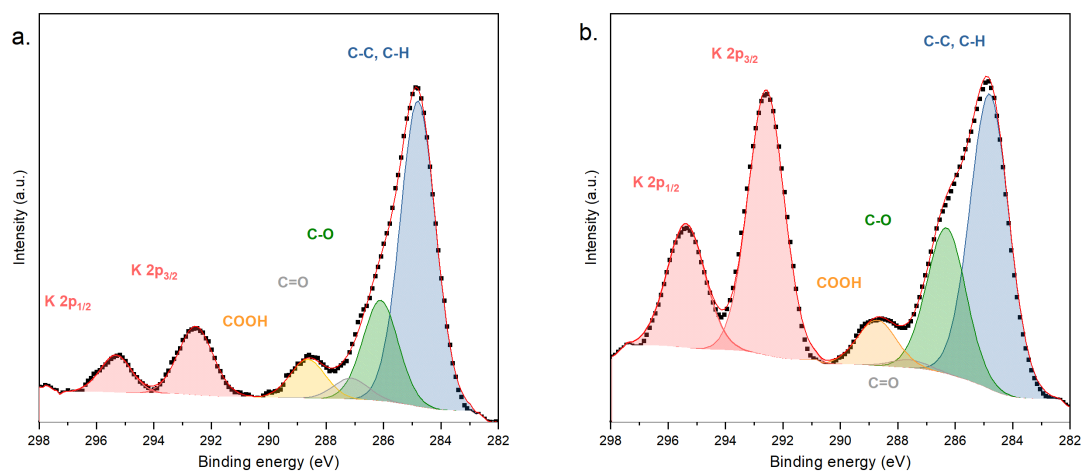 a.
C-C, C-H
C-O
C=O
K 2p3/2
K 2p1/2
COOH
Intensity (a.u.)
298 296 294 292 290 288 286 284 282
Binding energy (eV)
b.
C-C, C-H
K 2p3/2
K 2p1/2
C-O
COOH
C=O
Intensity (a.u.)
298 296 294 292 290 288 286 284 282
Binding energy (eV)